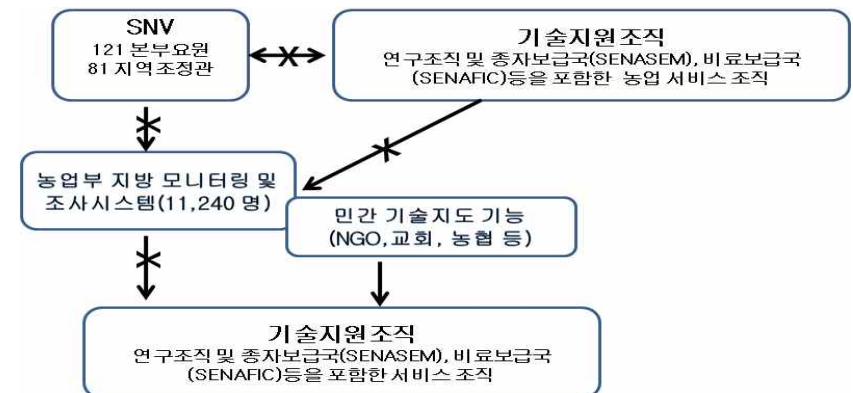 SNV
121 본부요원
81 지역조정관
기술지원조직
연구조직 및 종자보급국(SENASEM), 비료보급국
(SENAFIC)등을 포함한 농업 서비스 조직
농업부 지방 모니터링 및
조사시스템(11,240 명)
민간 기술지도 기능
(NGO,교회, 농협 등)
기술지원조직
연구조직 및 종자보급국(SENASEM), 비료보급국
(SENAFIC)등을 포함한 서비스 조직